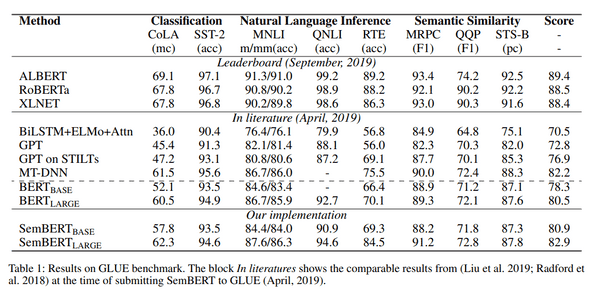 Method Classification Natural Language Inference Semantic Similarity Score
CoLA SST-2 MNLI QNLI RTE MRPC QQP STS-B -
(mc) (acc) m/mm(acc) (acc) (acc) (F1) (F1) (pc) -
Leaderboard (September, 2019)
ALBERT 69.1 97.1 91.3/91.0 99.2 89.2 93.4 74.2 92.5 89.4
RoBERTa 67.8 96.7 90.8/90.2 98.9 88.2 92.1 90.2 92.2 88.5
XLNET 67.8 96.8 90.2/89.8 98.6 86.3 93.0 90.3 91.6 88.4
In literature (April, 2019)
BiLSTM+ELMo+Attn 36.0 90.4 76.4/76.1 79.9 56.8 84.9 64.8 75.1 70.5
GPT 45.4 91.3 82.1/81.4 88.1 56.0 82.3 70.3 82.0 72.8
GPT on STILTs 47.2 93.1 80.8/80.6 87.2 69.1 87.7 70.1 85.3 76.9
MT-DNN 61.5 95.6 86.7/86.0 - 75.5 90.0 72.4 88.3 82.2
BERTBASE 52.1 93.5 84.6/83.4 - 66.4 88.9 71.2 87.1 78.3
BERTLARGE 60.5 94.9 86.7/85.9 92.7 70.1 89.3 72.1 87.6 80.5
Our implementation
SemBERTBASE 57.8 93.5 84.4/84.0 90.9 69.3 88.2 71.8 87.3 80.9
SemBERTLARGE 62.3 94.6 87.6/86.3 94.6 84.5 91.2 72.8 87.8 82.9
Table 1: Results on GLUE benchmark. The block In literatures shows the comparable results from (Liu et al. 2019; Radford et
al. 2018) at the time of submitting SemBERT to GLUE (April, 2019).